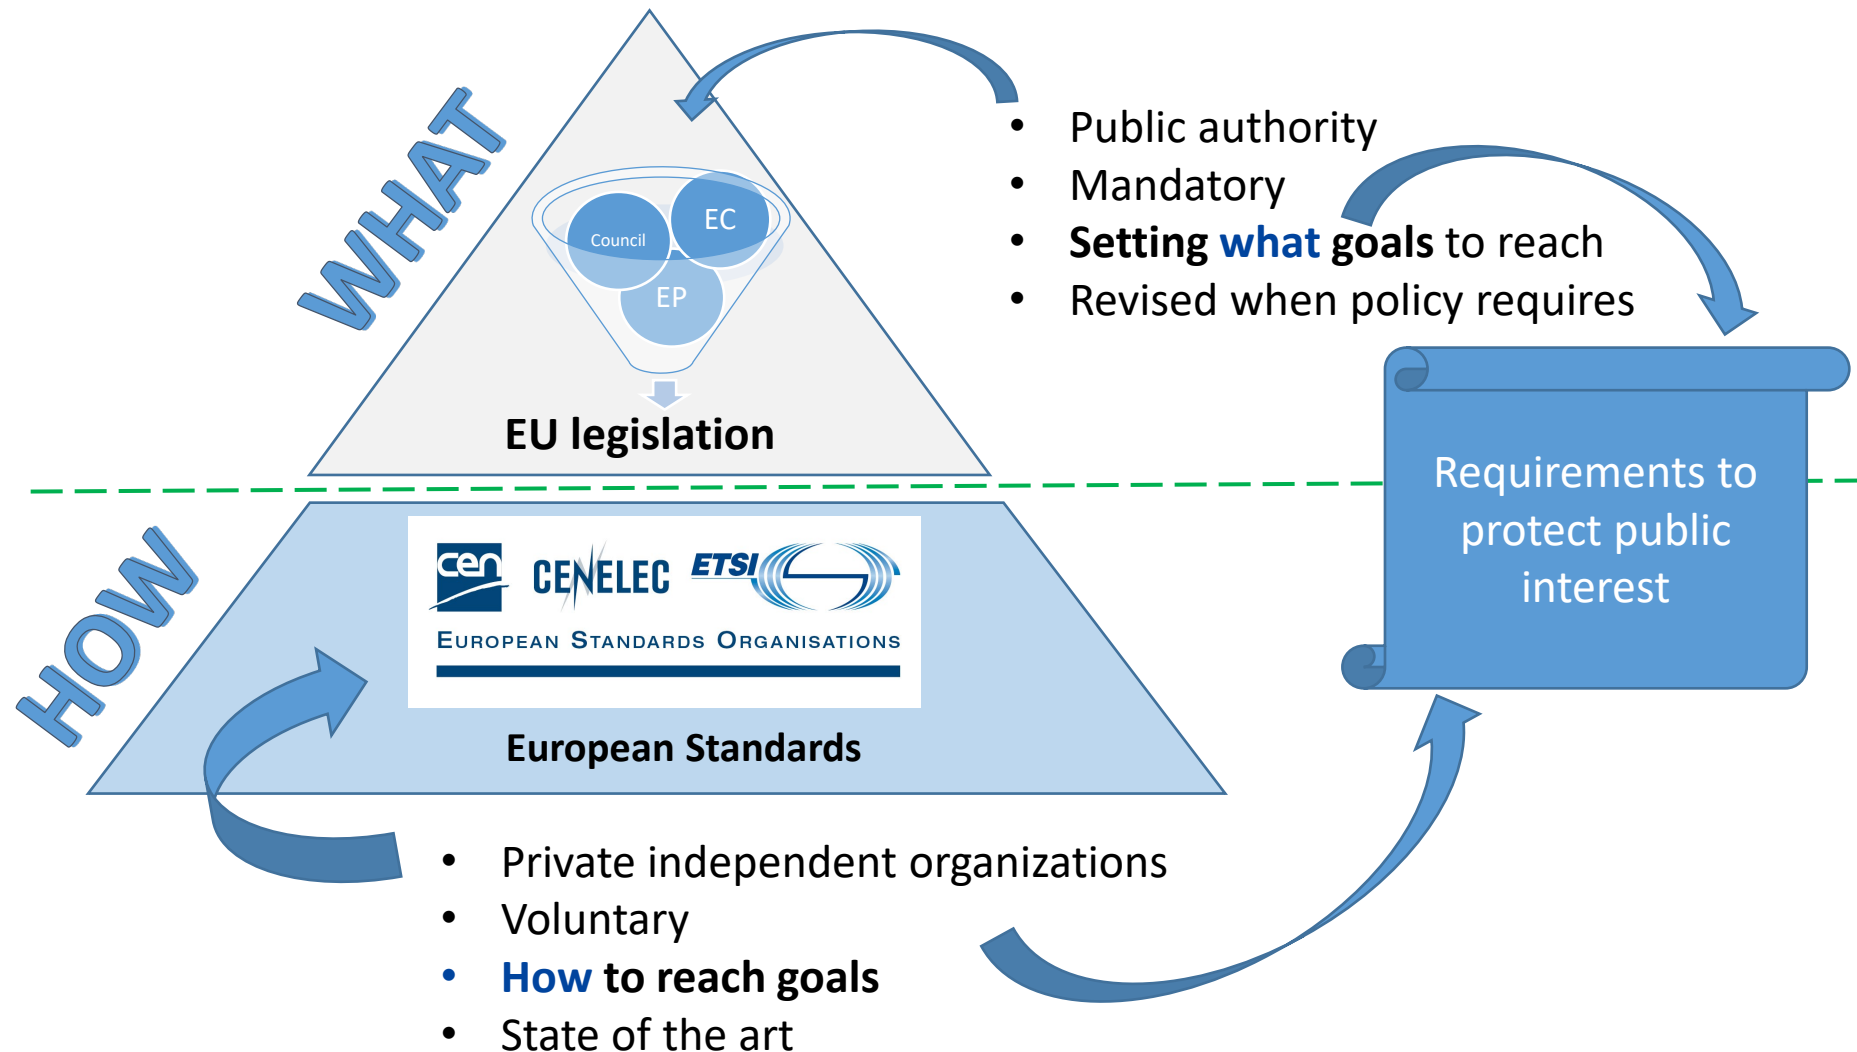 WHAT
Council
EC
EP
EU legislation
• Public authority
• Mandatory
• Setting what goals to reach
• Revised when policy requires
Requirements to
protect public
interest
HOW
cen
CENELEC
ETSI
EUROPEAN STANDARDS ORGANISATIONS
European Standards
• Private independent organizations
• Voluntary
• How to reach goals
• State of the art